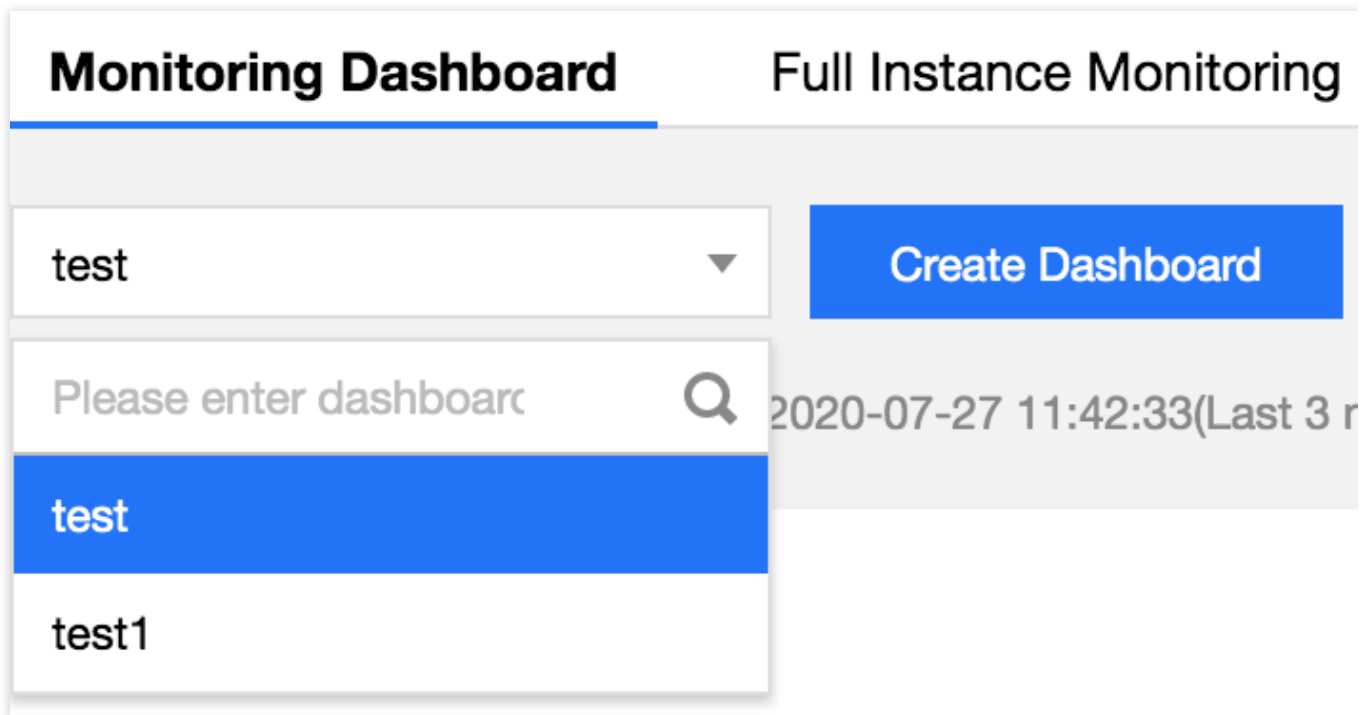 Monitoring Dashboard Full Instance Monitoring
test Create Dashboard
Please enter dashboard
2020-07-27 11:42:33(Last 3
test
test1